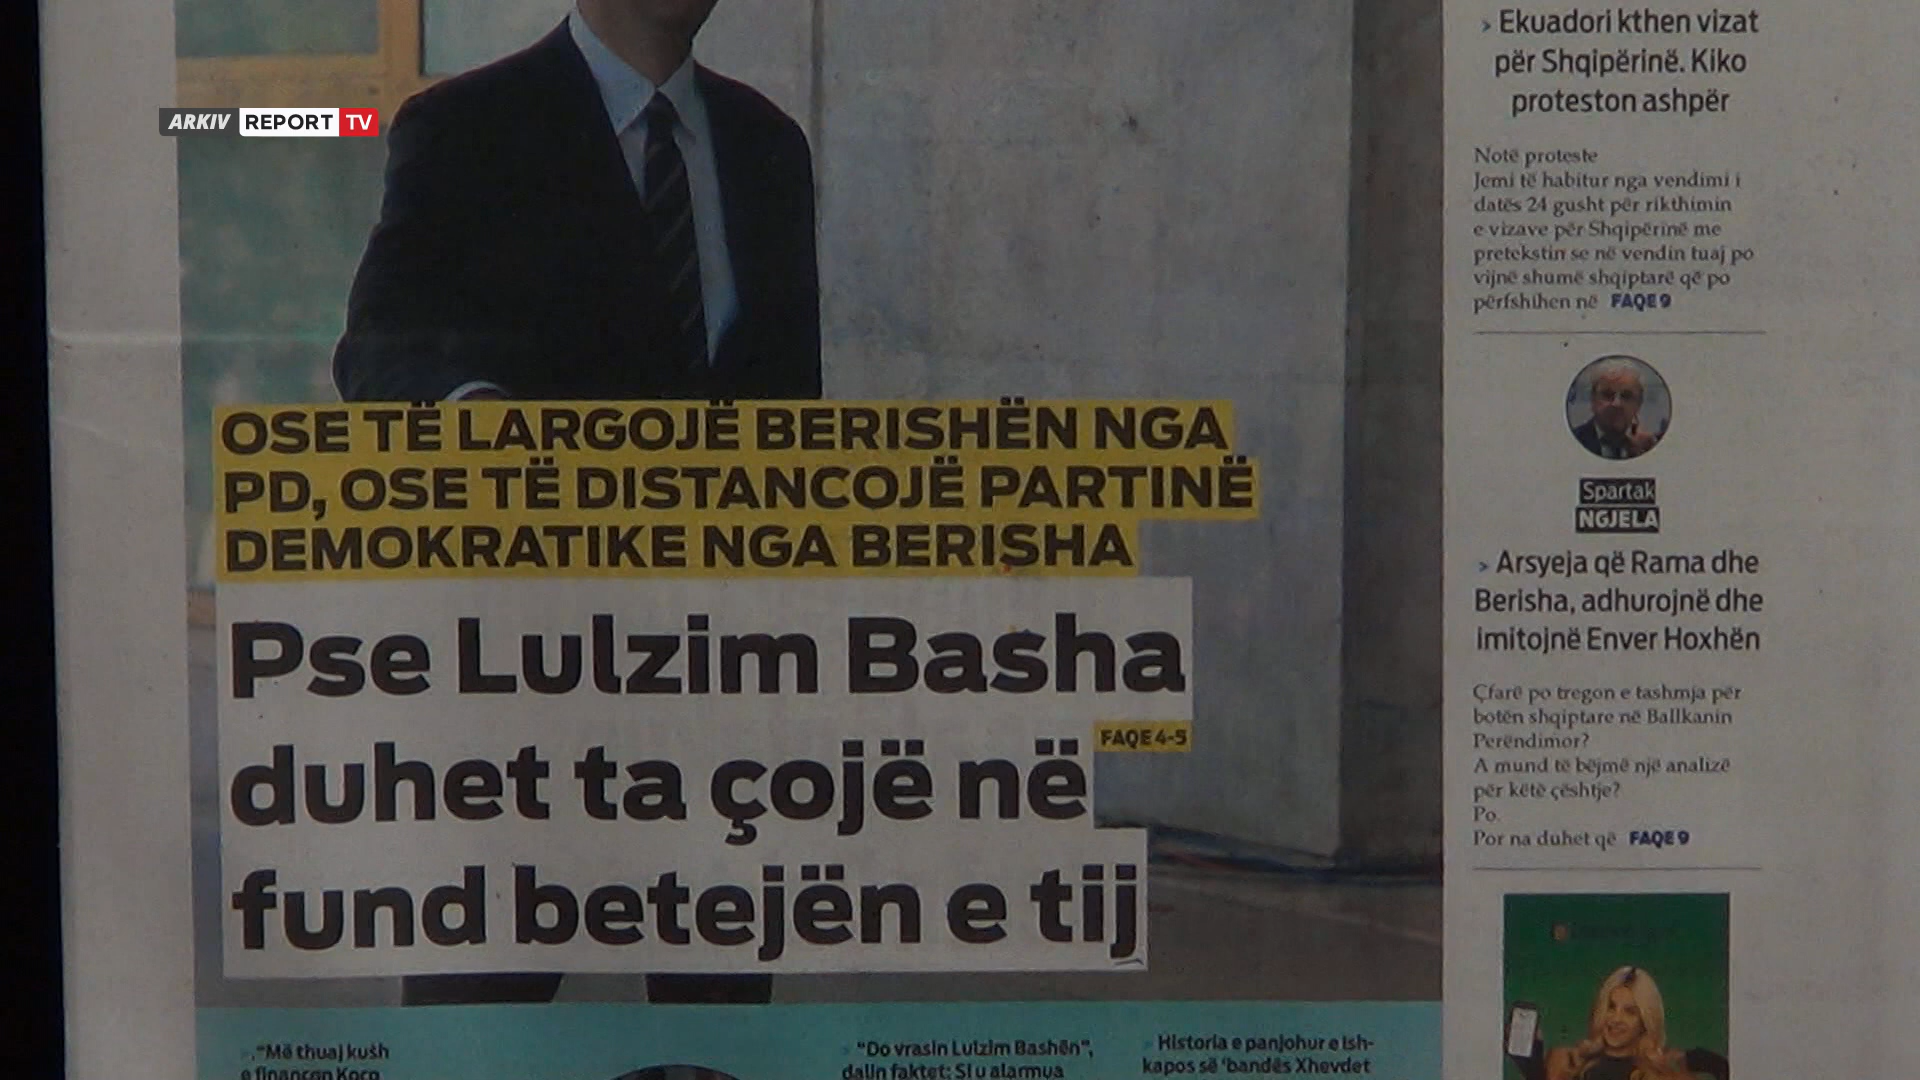 ARKIV REPORT TV
OSE TË LARGOJË BERISHËN NGA
PD, OSE TË DISTANCOJË PARTINË
DEMOKRATIKE NGA BERISHA
Pse Lulzim Basha
duhet ta çojë në
FAQE 4-5
fund betejën e tij
› Ekuadori kthen vizat
për Shqipërinë. Kiko
proteston ashpër
Notë proteste
Jemi të habitur nga vendimi i
datës 24 gusht për rikthimin
e vizave për Shqipërinë me
pretekstin se në vendin tuaj po
vijnë shumë shqiptarë që po
përfshihen në FAQE 9
Spartak
NGJELA
› Arsyeja që Rama dhe
Berisha, adhurojnë dhe
imitojnë Enver Hoxhën
Çfarë po tregon e tashmja për
botën shqiptare në Ballkanin
Perëndimor?
A mund të bëjmë një analizë
për këtë çështje?
Po.
Por na duhet që FAQE 9
› "Më thuaj kush
e financon Koço
› "Do vrasin Lulzim Bashën",
dalin faktet: Si u alarmua
› Historia e panjohur e ish-
kapos së 'bandës Xhevdet